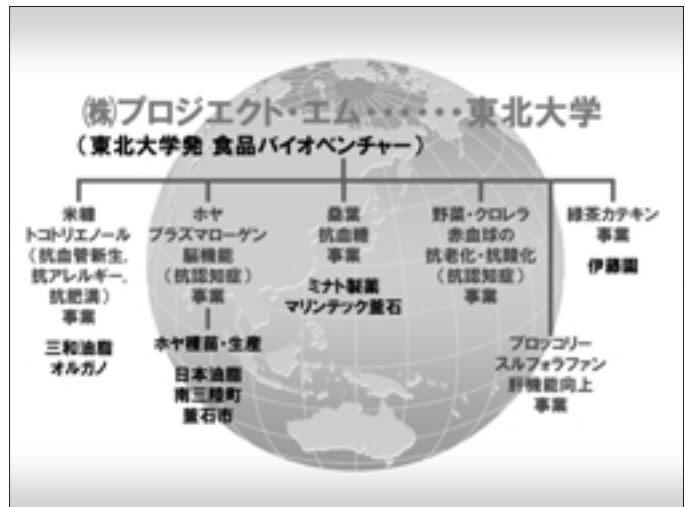 ㈱プロジェクト・エム……東北大学
(東北大学発 食品バイオベンチャー)
米糠
トコトリエノール
(抗血管新生、
抗アレルギー、
抗肥満)
事業
三和油脂
オルガノ
ホヤ
プラズマローゲン
脳機能
(抗認知症)
事業
ホヤ種苗・生産
日本油脂
南三陸町
釜石市
桑葉
抗血糖
事業
ミナト製薬
マリンテック釜石
野菜・クロレラ
赤血球の
抗老化・抗酸化
(抗認知症)
事業
ブロッコリー
スルフォラファン
肝機能向上
事業
緑茶カテキン
事業
伊藤園